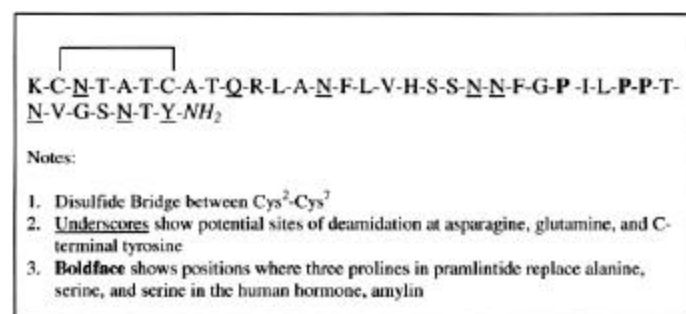 K-C-N-T-A-T-C-A-T-Q-R-L-A-N-F-L-V-H-S-S-N-N-F-G-P-I-L-P-P-T-
N-V-G-S-N-T-Y-NH2
Notes:
1. Disulfide Bridge between Cys2-Cys7
2. Underscores show potential sites of deamidation at asparagine, glutamine, and C-
terminal tyrosine
3. Boldface shows positions where three prolines in pramlintide replace alanine,
serine, and serine in the human hormone, amylin